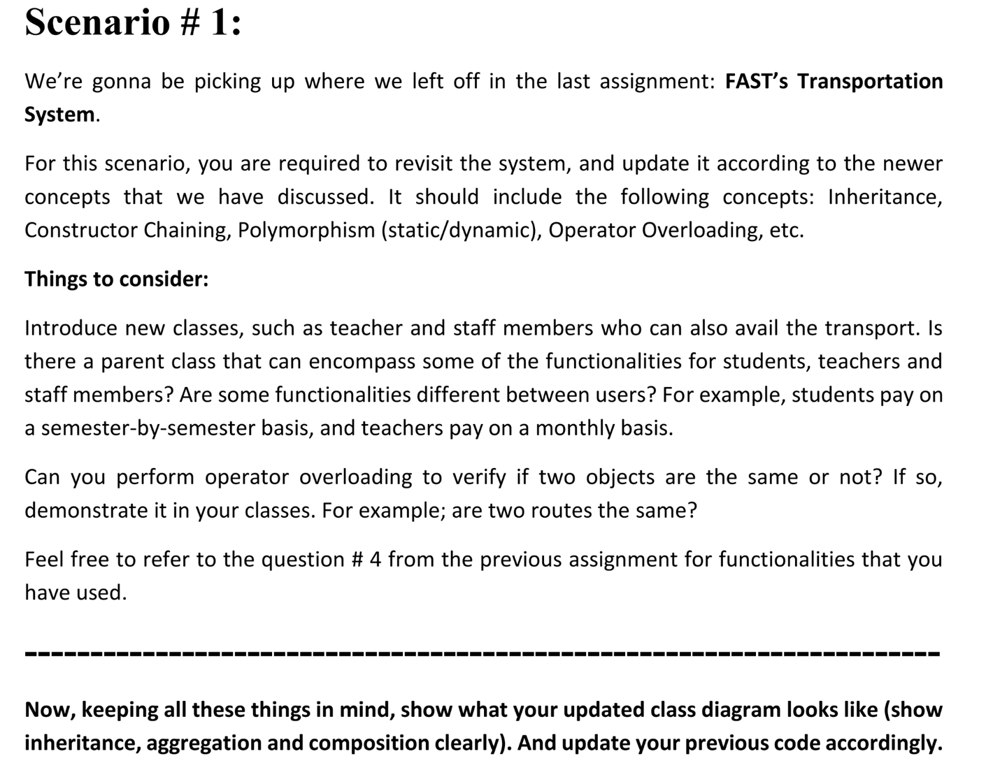 Scenario # 1:
We’re gonna be picking up where we left off in the last assignment: FAST’s Transportation
System.
For this scenario, you are required to revisit the system, and update it according to the newer
concepts that we have discussed. It should include the following concepts: Inheritance,
Constructor Chaining, Polymorphism (static/dynamic), Operator Overloading, etc.
Things to consider:
Introduce new classes, such as teacher and staff members who can also avail the transport. Is
there a parent class that can encompass some of the functionalities for students, teachers and
staff members? Are some functionalities different between users? For example, students pay on
a semester-by-semester basis, and teachers pay on a monthly basis.
Can you perform operator overloading to verify if two objects are the same or not? If so,
demonstrate it in your classes. For example; are two routes the same?
Feel free to refer to the question # 4 from the previous assignment for functionalities that you
have used.
Now, keeping all these things in mind, show what your updated class diagram looks like (show
inheritance, aggregation and composition clearly). And update your previous code accordingly.